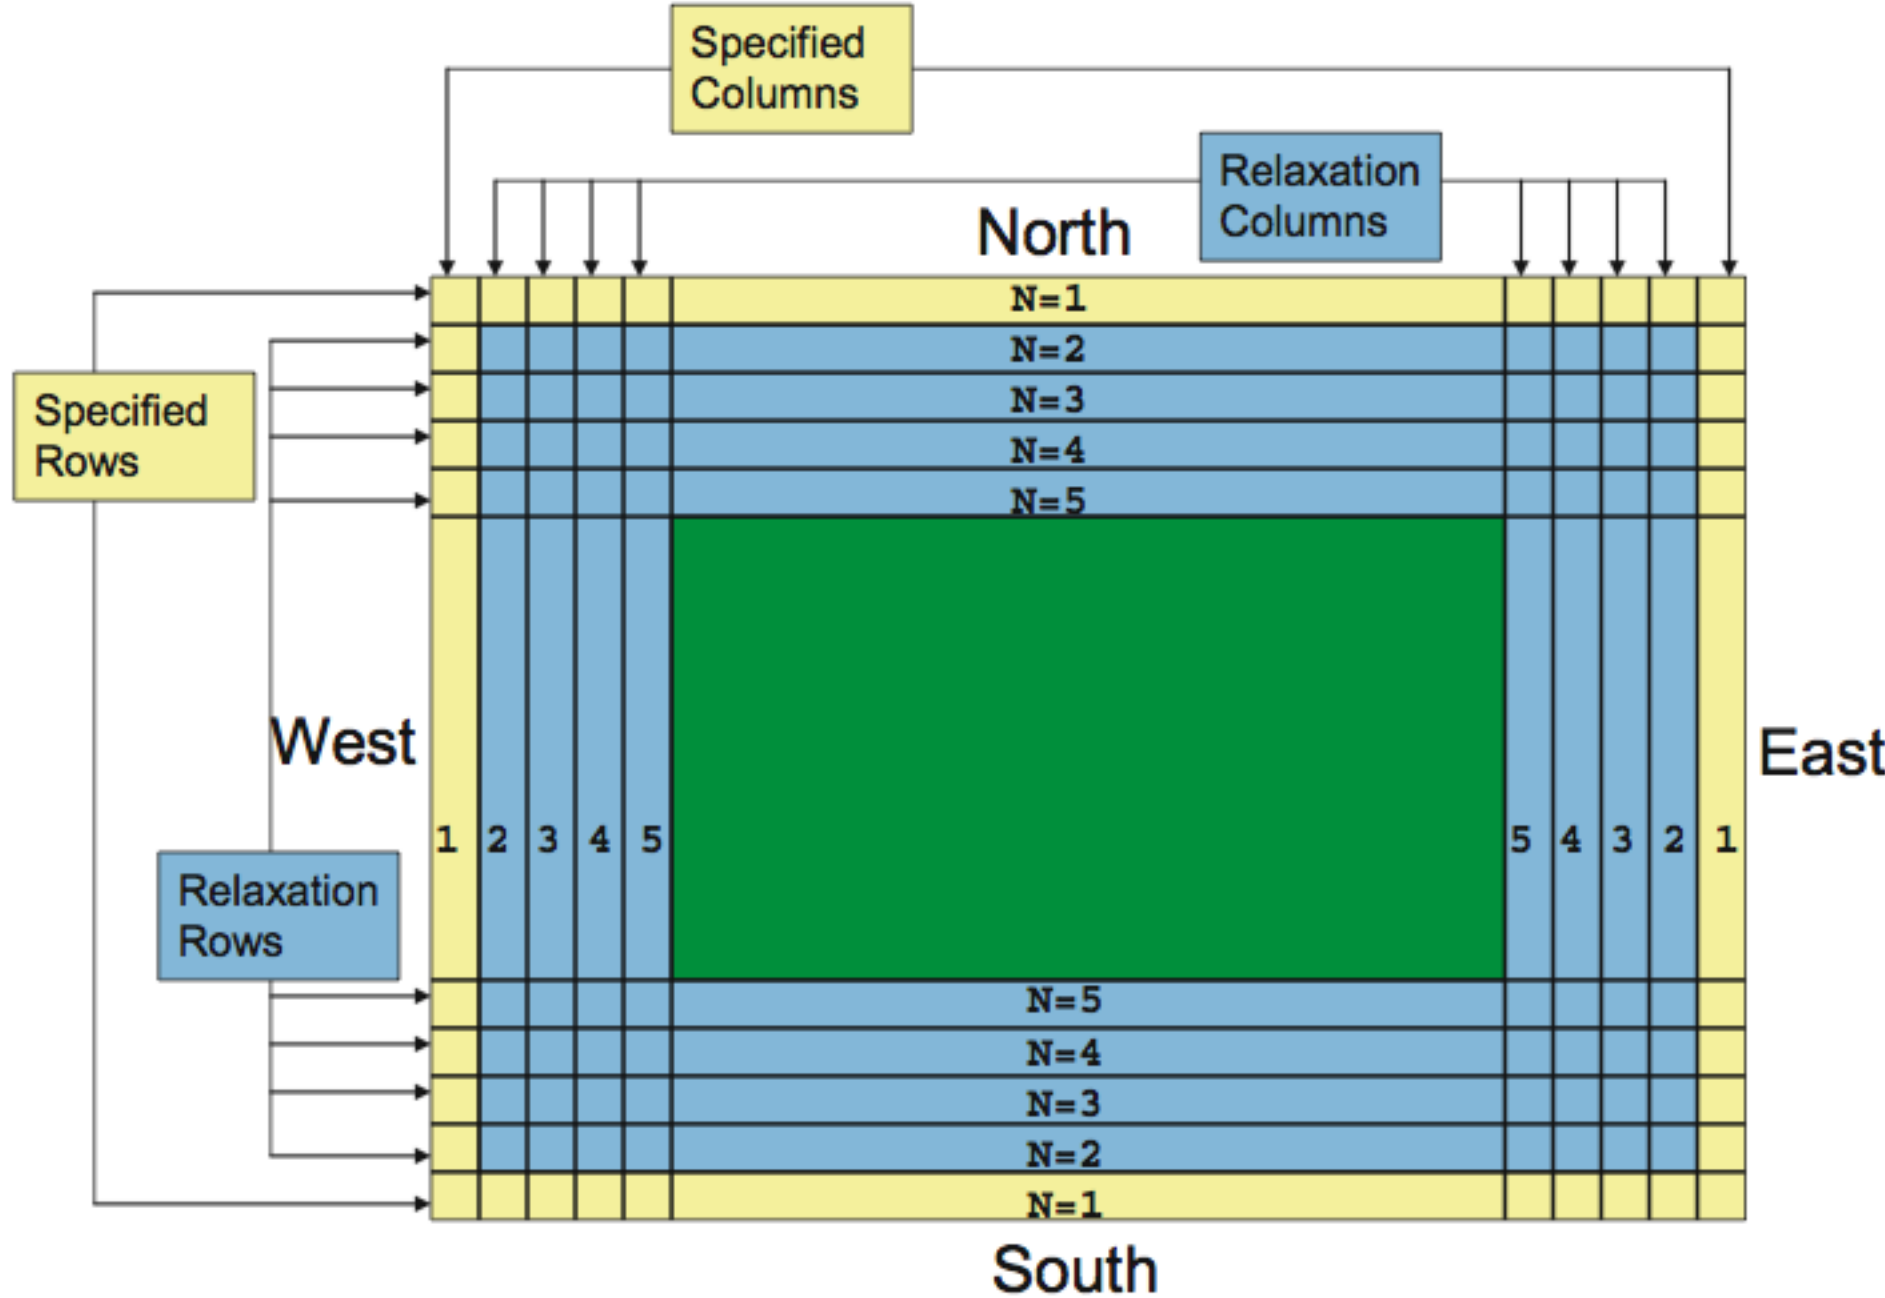 Specified
Columns
Relaxation
Columns
North
N=1
N=2
N=3
N=4
N=5
Specified
Rows
West
East
1 2 3 4 5 5 4 3 2 1
Relaxation
Rows
N=5
N=4
N=3
N=2
N=1
South